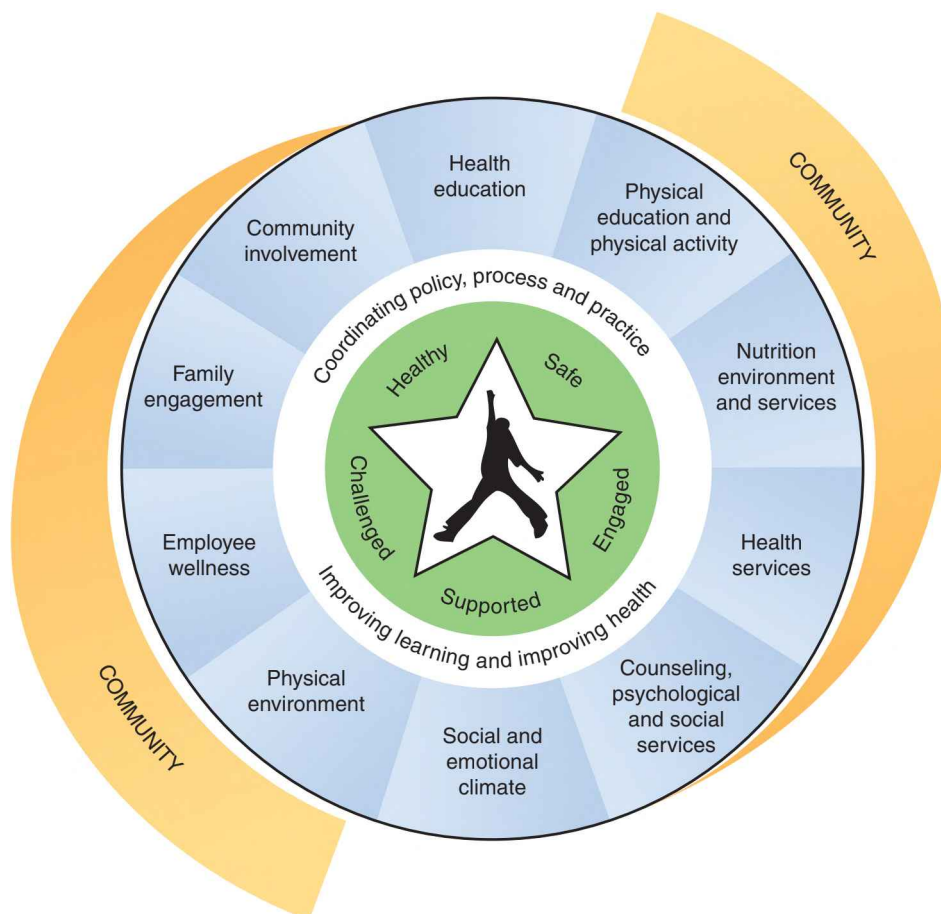 COMMUNITY
Health
education
Physical
education and
physical activity
Nutrition
environment
and services
Health
services
Counseling,
psychological
and social
services
Social and
emotional
climate
Physical
environment
Employee
wellness
Family
engagement
Community
involvement
Coordinating policy, process and practice
Improving learning and improving health
Healthy
Safe
Engaged
Supported
Challenged
COMMUNITY